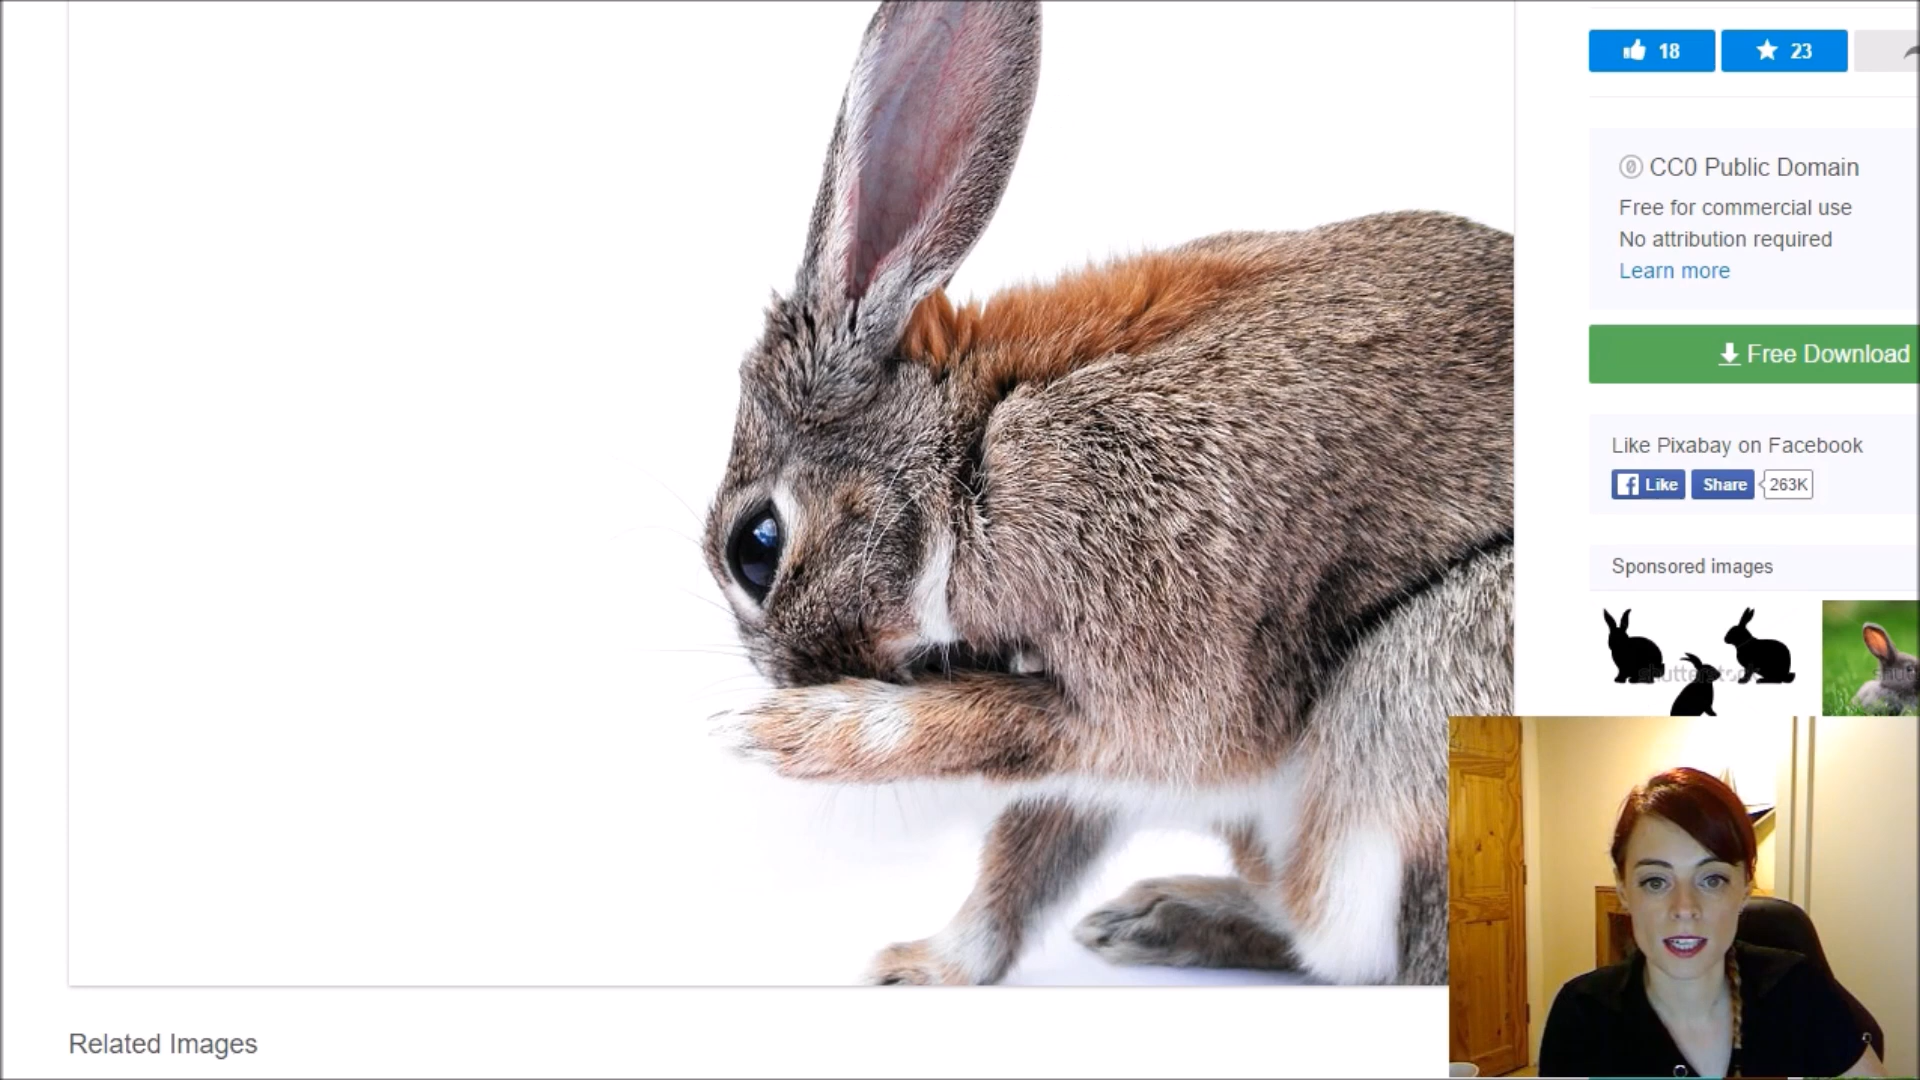 18
23
CC0 Public Domain
Free for commercial use
No attribution required
Learn more
Free Download
Like Pixabay on Facebook
Like
Share
263K
Sponsored images
shutterstock
Related Images